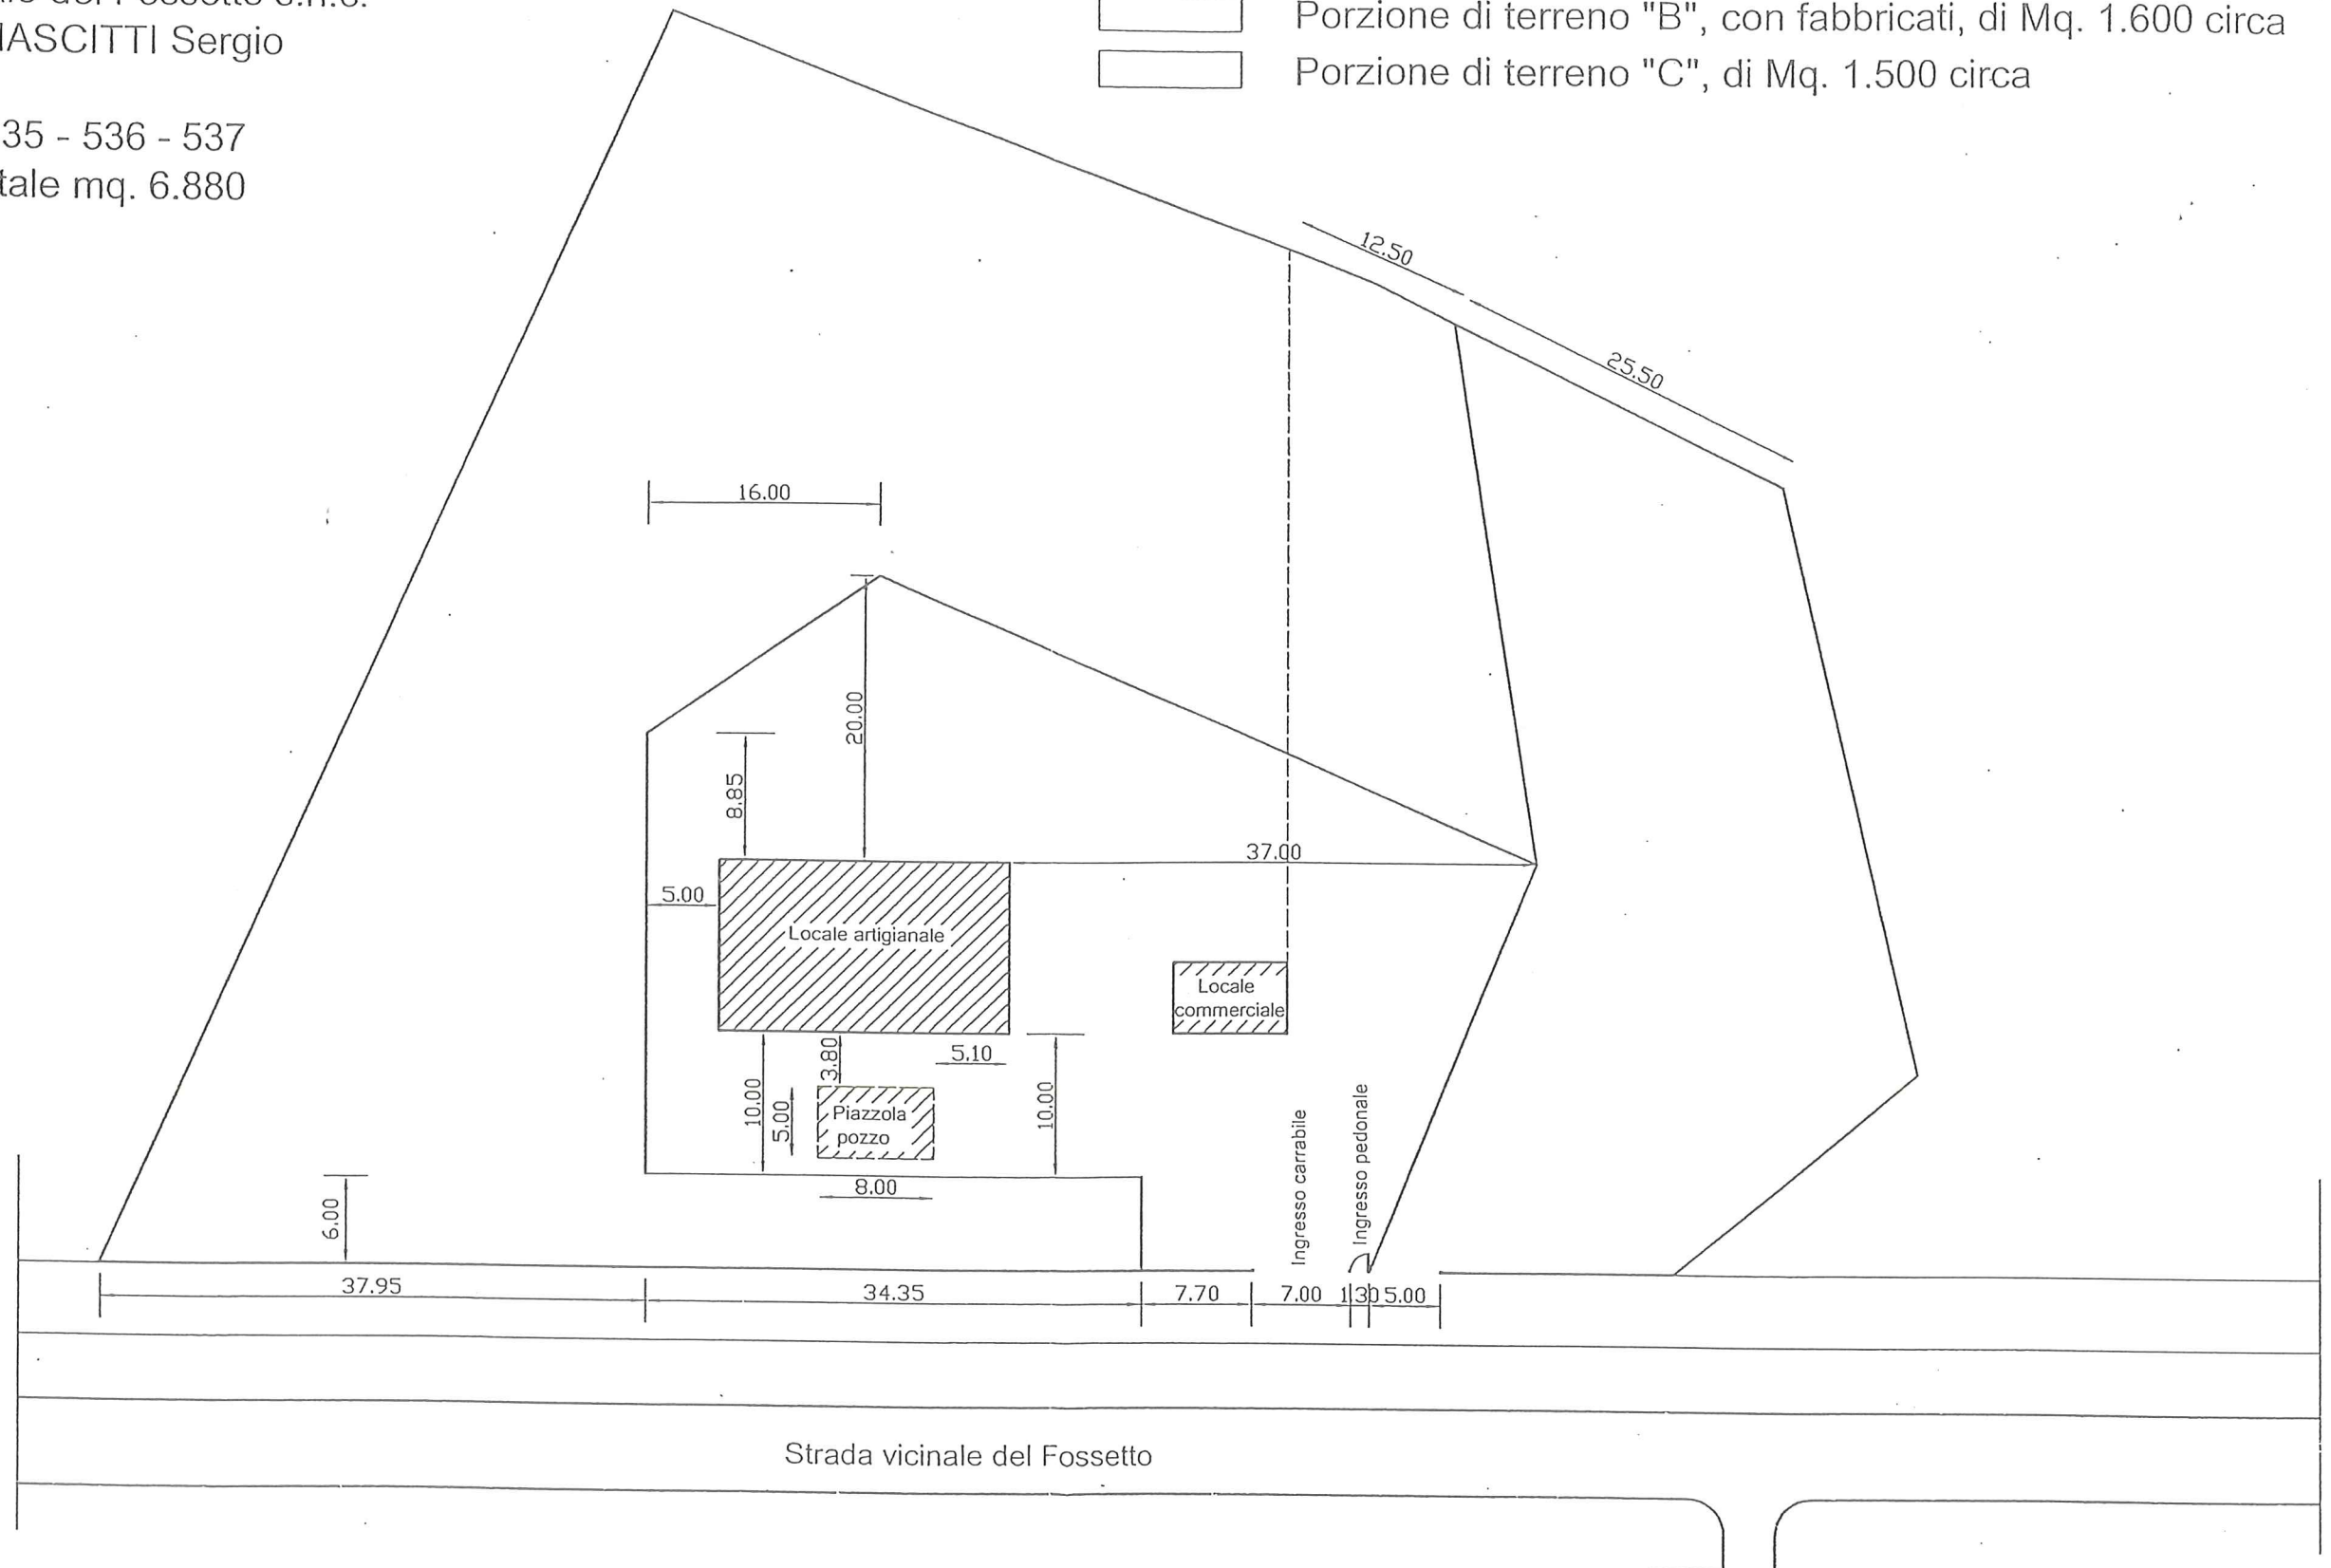 del Fossetto s.n.c.
Sergio
- 536 - 537
mq. 6.880
Porzione di terreno "B", con fabbricati, di Mq. 1.600 circa
Porzione di terreno "C", di Mq. 1.500 circa
12.50
25.50
16.00
20.00
8.85
37.00
5.00
Locale artigianale
Locale
commerciale
3.80
5.10
10.00
5.00
Piazzola
pozzo
10.00
8.00
6.00
Ingresso carrabile
Ingresso pedonale
37.95
34.35
7.70
7.00
1.30
5.00
Strada vicinale del Fossetto